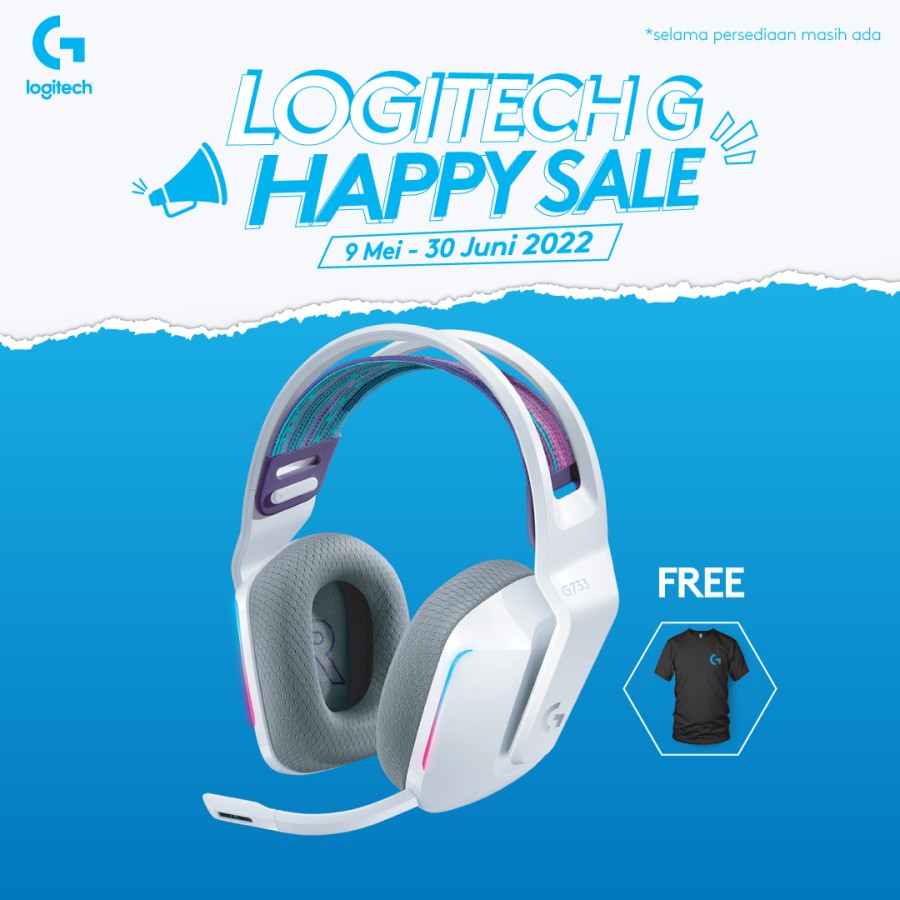 logitech
*selama persediaan masih ada
LOGITECH G
HAPPY SALE
9 Mei - 30 Juni 2022
R
G733
FREE